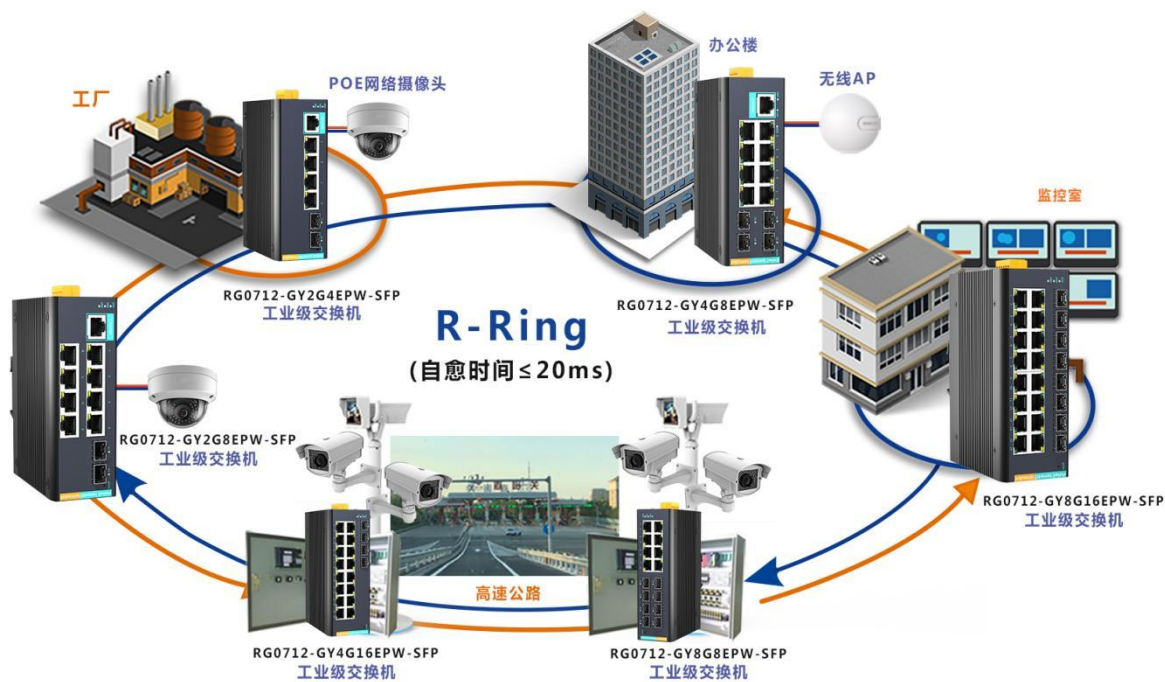 办公楼
工厂
POE网络摄像头
无线AP
监控室
RG0712-GY2G4EPW-SFP
工业级交换机
RG0712-GY4G8EPW-SFP
工业级交换机
R-Ring
(自愈时间≤20ms)
RG0712-GY2G8EPW-SFP
工业级交换机
RG0712-GY8G16EPW-SFP
工业级交换机
高速公路
RG0712-GY4G16EPW-SFP
工业级交换机
RG0712-GY8G8EPW-SFP
工业级交换机